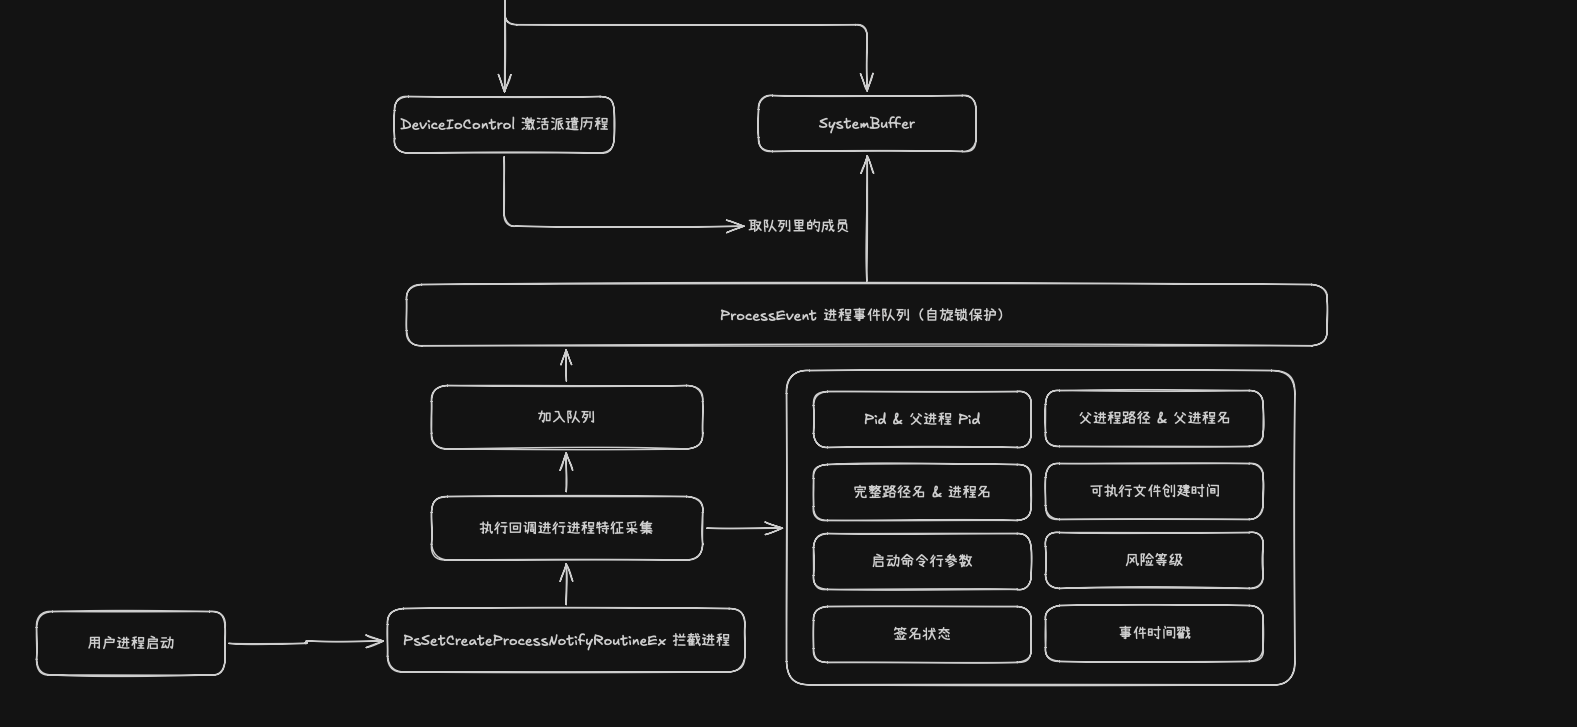 DeviceIoControl 激活派遣历程
SystemBuffer
取队列里的成员
ProcessEvent 进程事件队列（自旋锁保护）
加入队列
执行回调进行进程特征采集
用户进程启动
PsSetCreateProcessNotifyRoutineEx 拦截进程
Pid & 父进程 Pid
父进程路径 & 父进程名
完整路径名 & 进程名
可执行文件创建时间
启动命令行参数
风险等级
签名状态
事件时间戳